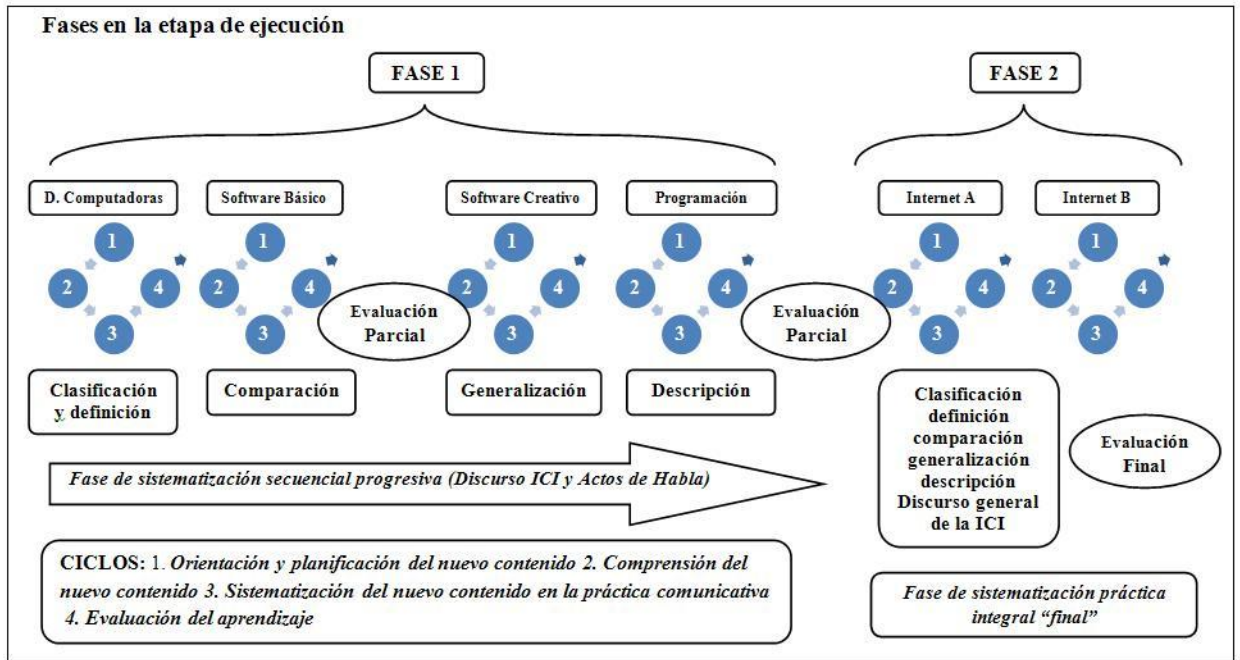 Fases en la etapa de ejecución
FASE 1
FASE 2
D. Computadoras
Software Básico
Software Creativo
Programación
Internet A
Internet B
1
2
4
3
1
2
4
3
1
2
4
3
1
2
4
3
1
2
4
3
1
2
4
3
Evaluación
Parcial
Evaluación
Parcial
Clasificación
y definición
Comparación
Generalización
Descripción
Clasificación
definición
comparación
generalización
descripción
Discurso general
de la ICI
Evaluación
Final
Fase de sistematización secuencial progresiva (Discurso ICI y Actos de Habla)
CICLOS: 1. Orientación y planificación del nuevo contenido 2. Comprensión del
nuevo contenido 3. Sistematización del nuevo contenido en la práctica comunicativa
4. Evaluación del aprendizaje
Fase de sistematización práctica
integral “final”